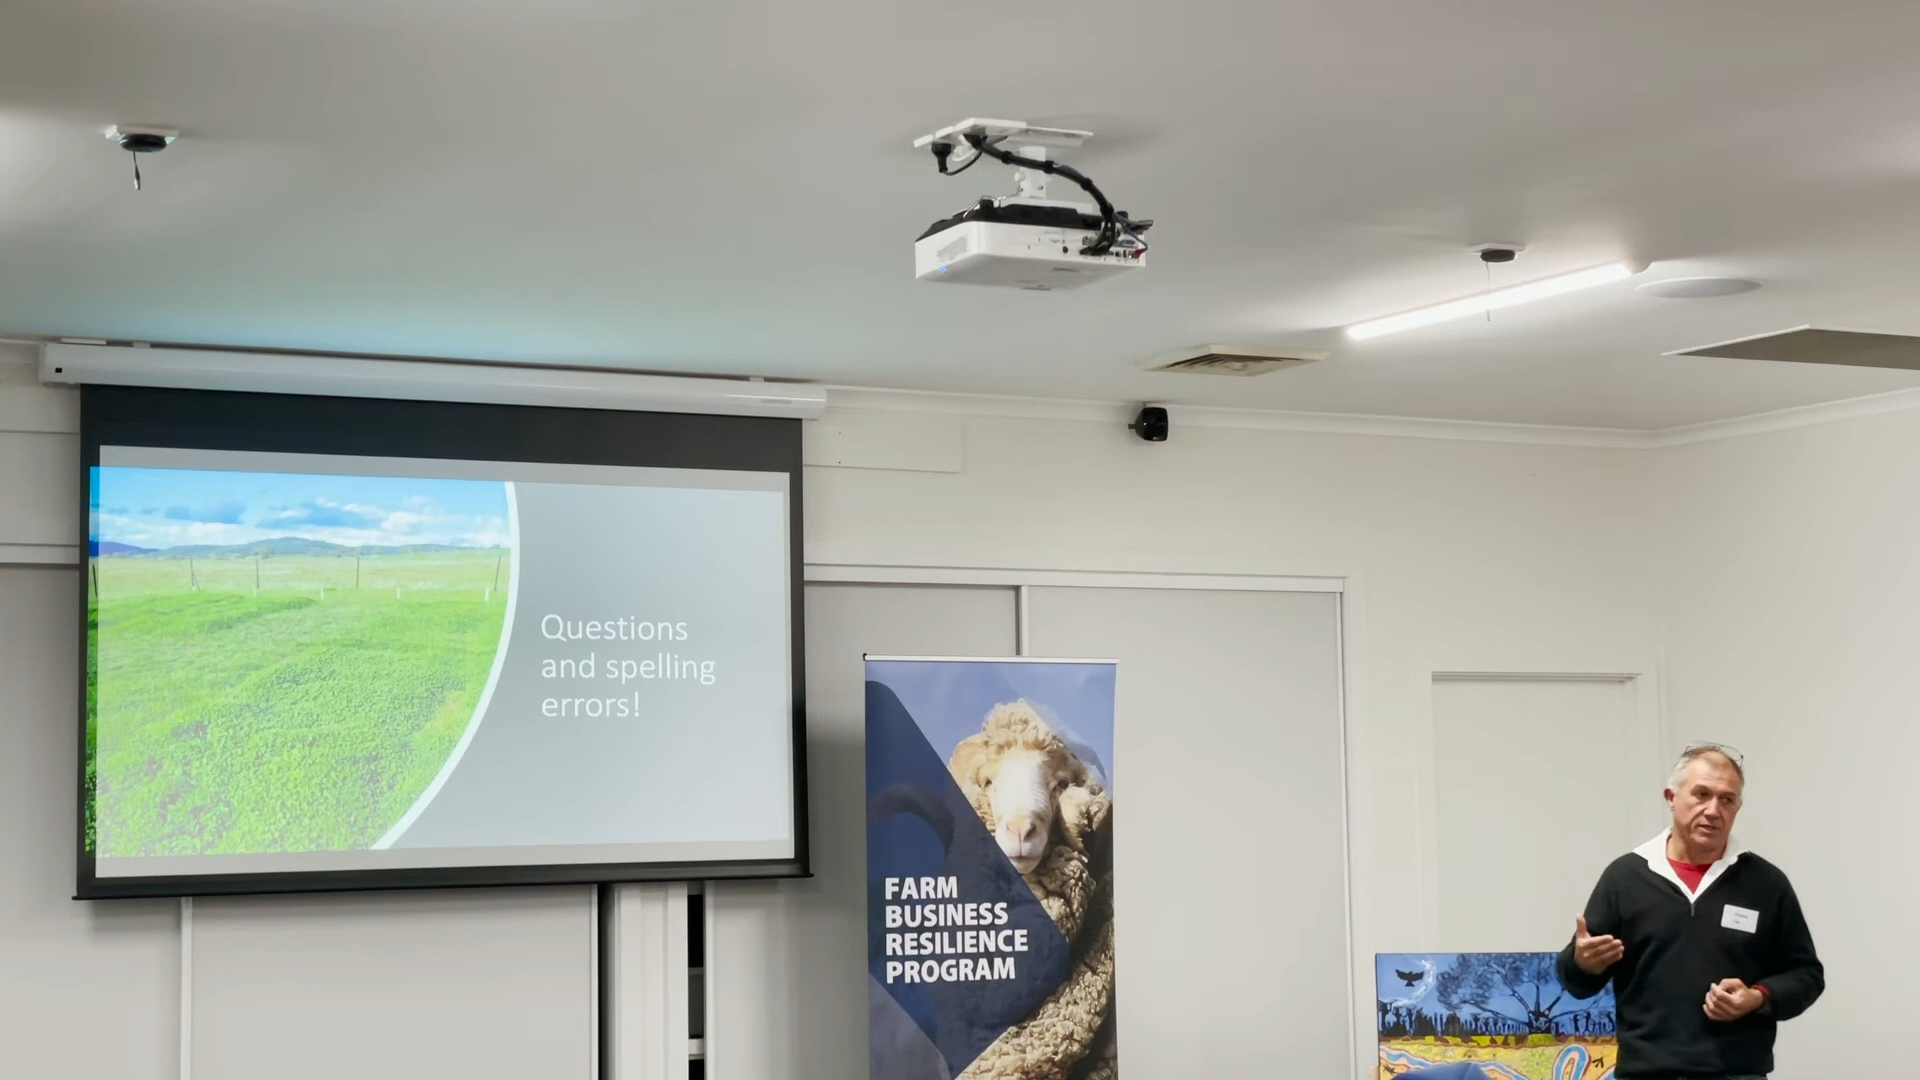 Questions
and spelling
errors!
FARM
BUSINESS
RESILIENCE
PROGRAM